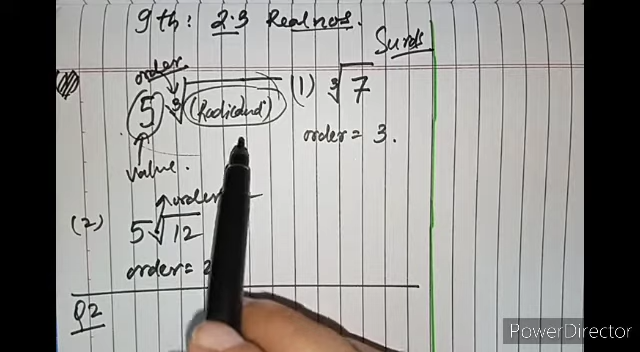 9th: 2.3 Real nos.
Surds
order
5 ∛(Radicand)
value.
(1) ∛7
order = 3.
order
(2) 5√12
order = 2
Q2
PowerDirector